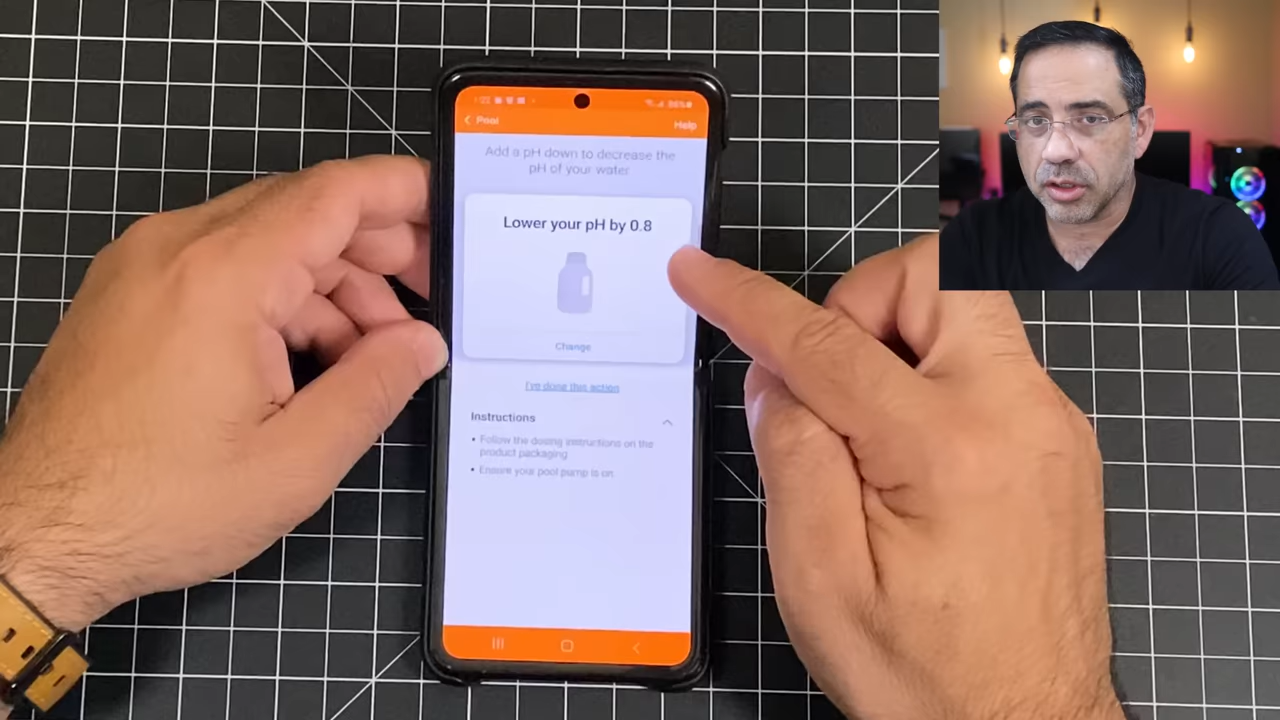 Pool
Help
Add a pH down to decrease the
pH of your water
Lower your pH by 0.8
Change
I've done this action
Instructions
• Follow the dosing instructions on the
product packaging
• Ensure your pool pump is on